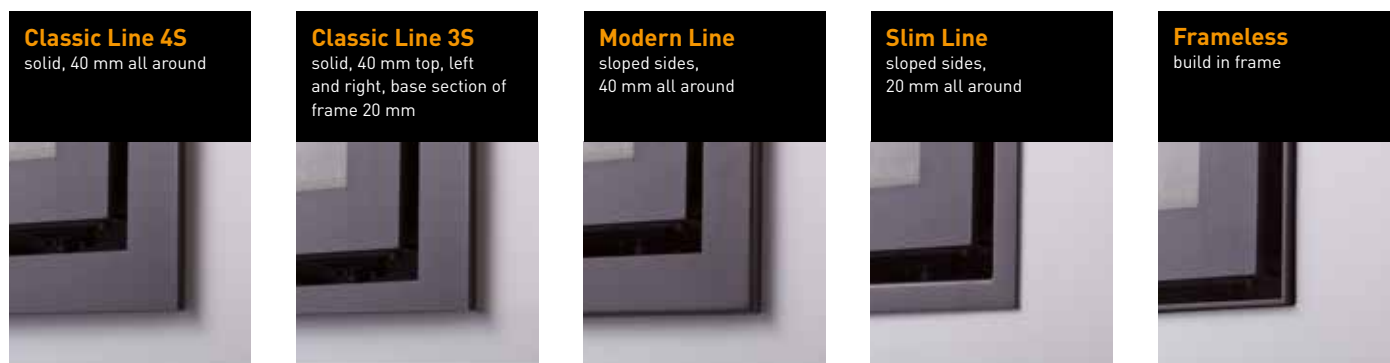 Classic Line 4S
solid, 40 mm all around
Classic Line 3S
solid, 40 mm top, left
and right, base section of
frame 20 mm
Modern Line
sloped sides,
40 mm all around
Slim Line
sloped sides,
20 mm all around
Frameless
build in frame